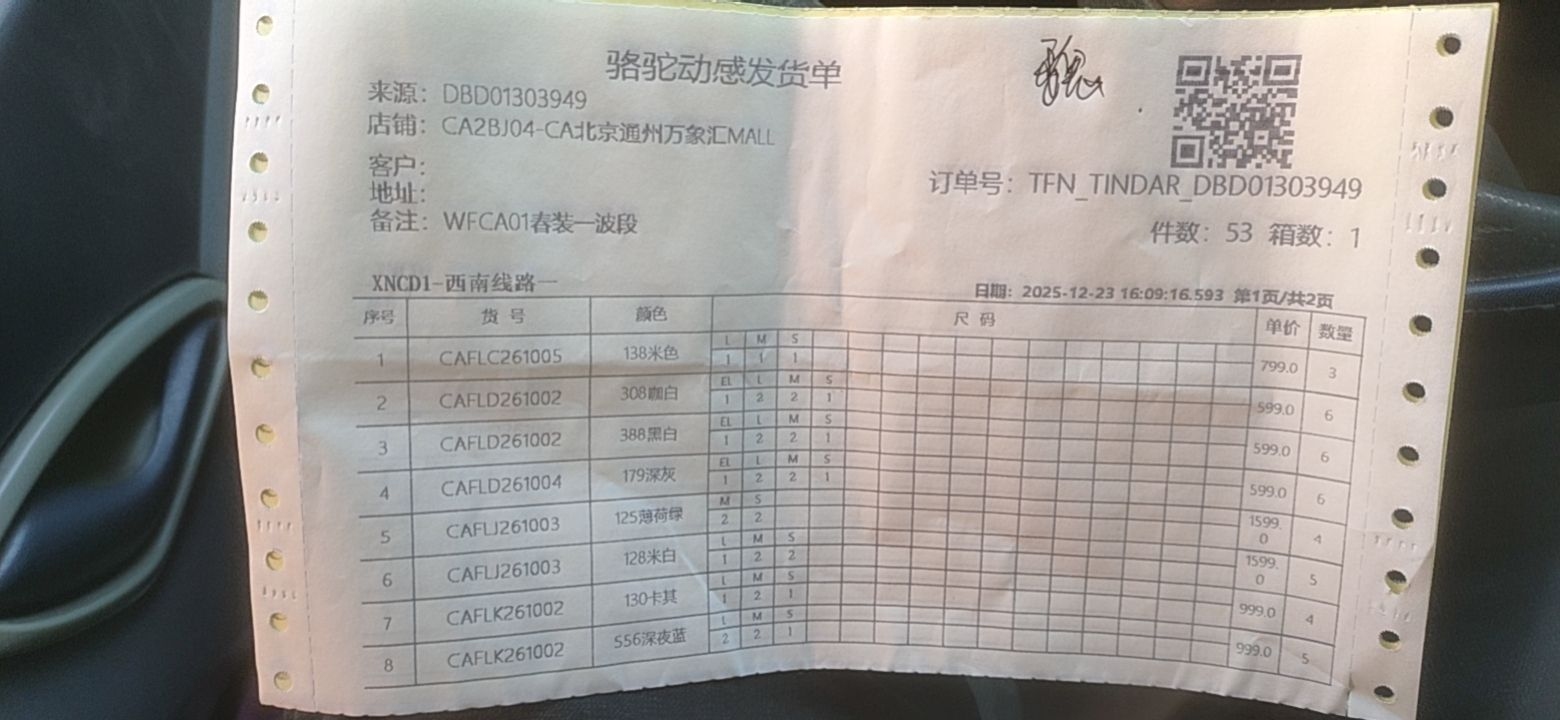 骆驼动感发货单
来源：DBD01303949
店铺：CA2BJ04-CA北京通州万象汇MALL
客户：
地址：
备注：WFCA01春装一波段
订单号：TFN_TINDAR_DBD01303949
件数：53 箱数：1
XNCD1-西南线路一
日期：2025-12-23 16:09:16.593 第1页/共2页
序号 货号 颜色 尺码 单价 数量
L M S
1 CAFLC261005 138米色 1 1 1 799.0 3
EL L M S
2 CAFLD261002 308咖白 1 2 2 1 599.0 6
EL L M S
3 CAFLD261002 388黑白 1 2 2 1 599.0 6
EL L M S
4 CAFLD261004 179深灰 1 2 2 1 599.0 6
M S
5 CAFLJ261003 125薄荷绿 2 2 1599.0 4
L M S
6 CAFLJ261003 128米白 1 2 2 1599.0 5
L M S
7 CAFLK261002 130卡其 1 2 1 999.0 4
L M S
8 CAFLK261002 556深夜蓝 2 2 1 999.0 5